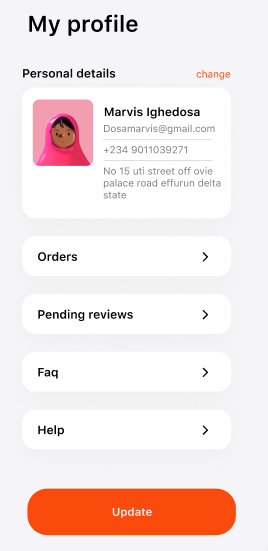 My profile
Personal details
change
Marvis Ighedosa
Dosamarvis@gmail.com
+234 9011039271
No 15 uti street off ovie
palace road effurun delta
state
Orders
Pending reviews
Faq
Help
Update